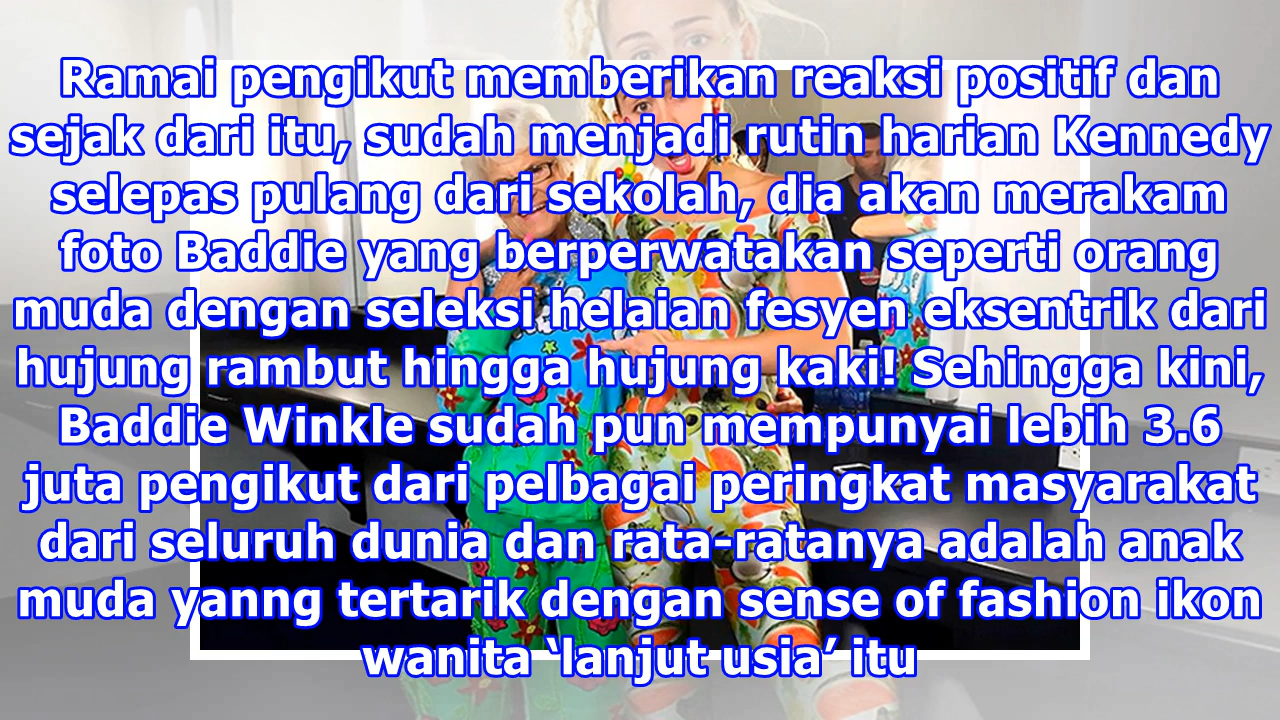 Ramai pengikut memberikan reaksi positif dan
sejak dari itu, sudah menjadi rutin harian Kennedy
selepas pulang dari sekolah, dia akan merakam
foto Baddie yang berperwatakan seperti orang
muda dengan seleksi helaian fesyen eksentrik dari
hujung rambut hingga hujung kaki! Sehingga kini,
Baddie Winkle sudah pun mempunyai lebih 3.6
juta pengikut dari pelbagai peringkat masyarakat
dari seluruh dunia dan rata-ratanya adalah anak
muda yanng tertarik dengan sense of fashion ikon
wanita ‘lanjut usia’ itu